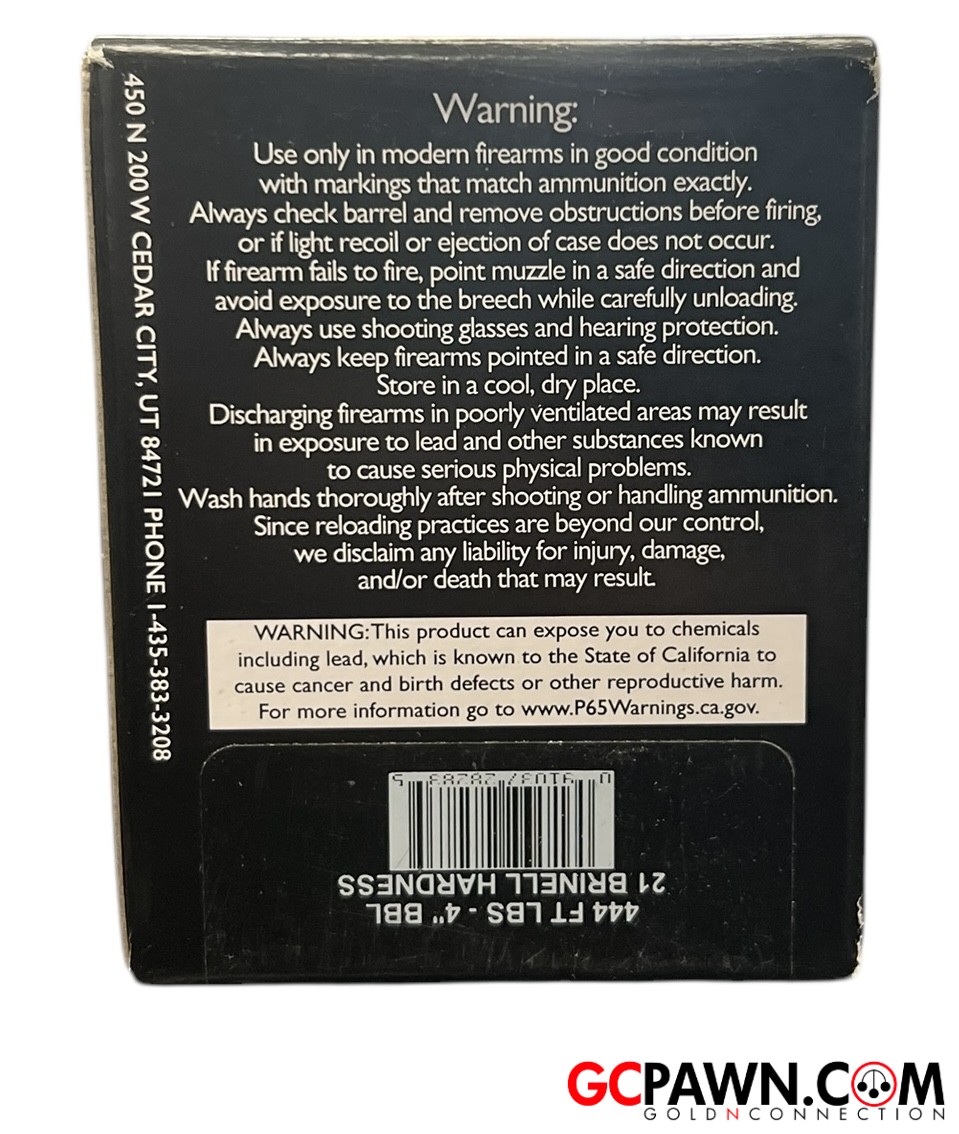 450 N 200 W CEDAR CITY, UT 84721 PHONE 1-435-383-3208
Warning:
Use only in modern firearms in good condition
with markings that match ammunition exactly.
Always check barrel and remove obstructions before firing,
or if light recoil or ejection of case does not occur.
If firearm fails to fire, point muzzle in a safe direction and
avoid exposure to the breech while carefully unloading.
Always use shooting glasses and hearing protection.
Always keep firearms pointed in a safe direction.
Store in a cool, dry place.
Discharging firearms in poorly ventilated areas may result
in exposure to lead and other substances known
to cause serious physical problems.
Wash hands thoroughly after shooting or handling ammunition.
Since reloading practices are beyond our control,
we disclaim any liability for injury, damage,
and/or death that may result.
WARNING: This product can expose you to chemicals
including lead, which is known to the State of California to
cause cancer and birth defects or other reproductive harm.
For more information go to www.P65Warnings.ca.gov.
444 FT LBS - 4" BBL
21 BRINELL HARDNESS
GCPAWN.COM
GOLDNCONNECTION